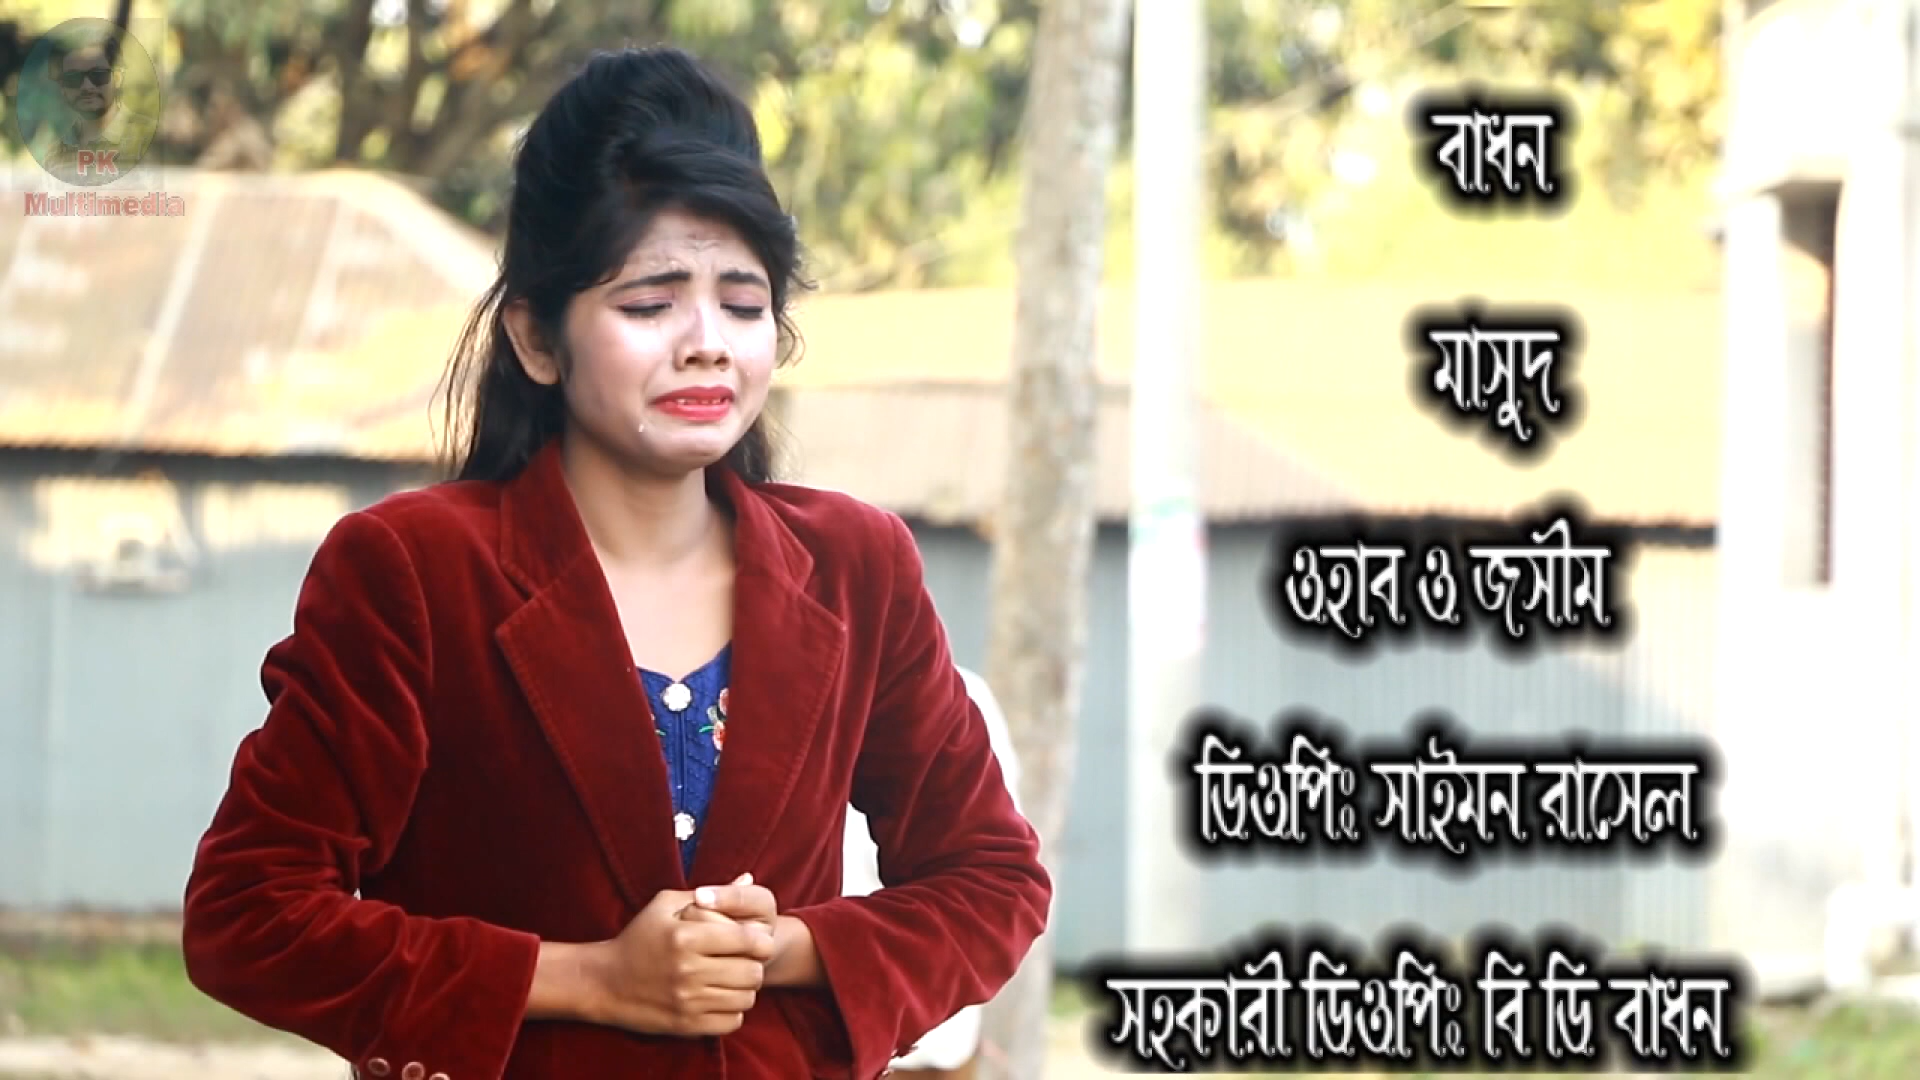 PK
Multimedia
বাধন
মাসুদ
ওহাব ও জসীম
ডিওপিঃ সাইমন রাসেল
সহকারী ডিওপিঃ বি ডি বাধন